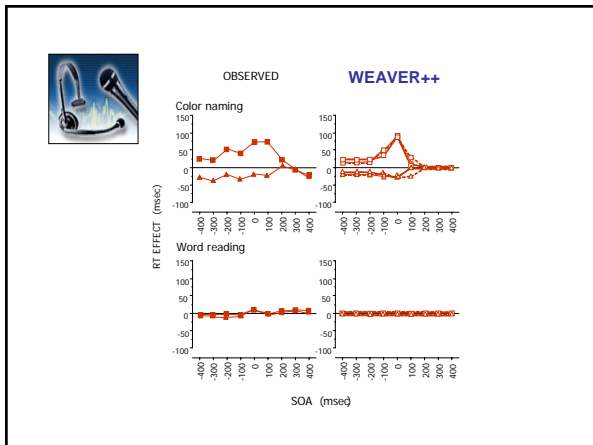 OBSERVED WEAVER++
Color naming
150 150
100 100
50 50
0 0
-50 -50
-100 -100
-400 -300 -200 -100 0 100 200 300 400 -400 -300 -200 -100 0 100 200 300 400
RT EFFECT (msec)
Word reading
150 150
100 100
50 50
0 0
-50 -50
-100 -100
-400 -300 -200 -100 0 100 200 300 400 -400 -300 -200 -100 0 100 200 300 400
SOA (msec)